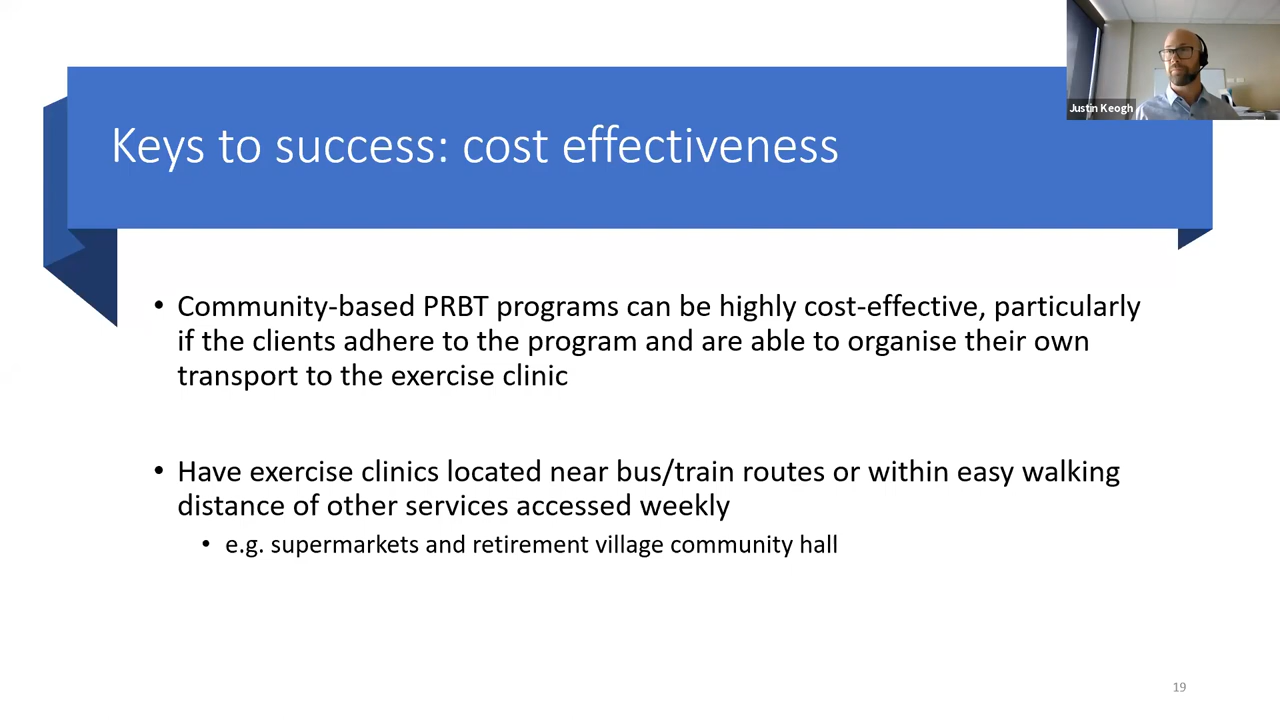 Justin Keogh
Keys to success: cost effectiveness
• Community-based PRBT programs can be highly cost-effective, particularly
if the clients adhere to the program and are able to organise their own
transport to the exercise clinic
• Have exercise clinics located near bus/train routes or within easy walking
distance of other services accessed weekly
• e.g. supermarkets and retirement village community hall
19